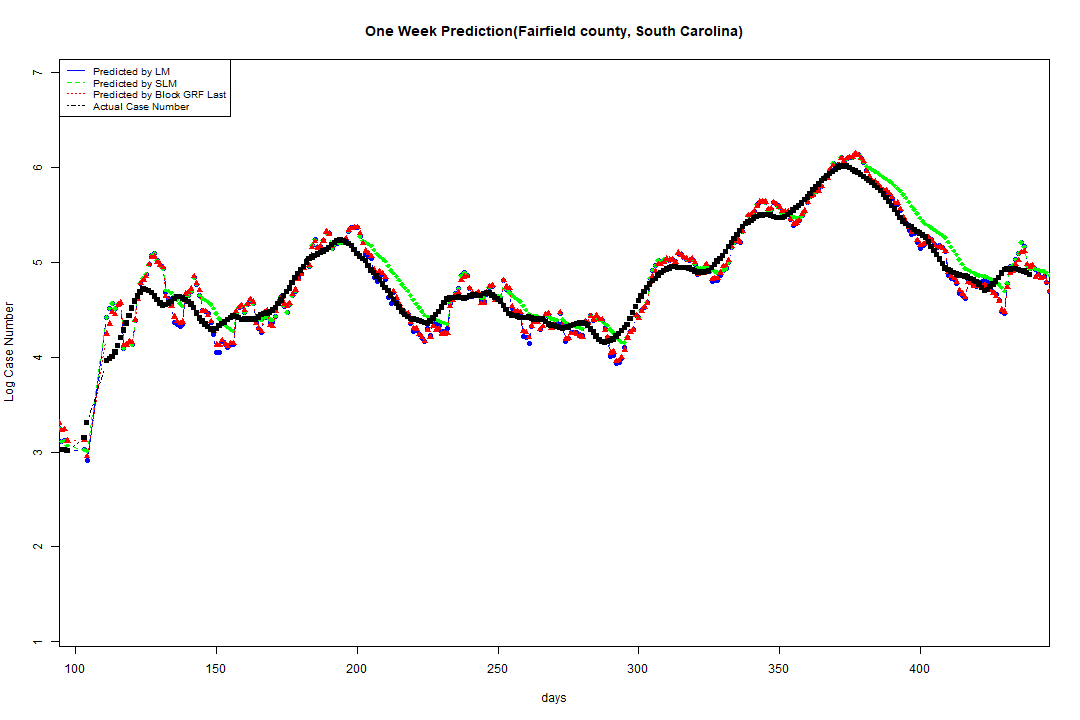 One Week Prediction(Fairfield county, South Carolina)
Predicted by LM
Predicted by SLM
Predicted by Block GRF Last
Actual Case Number
Log Case Number
7
6
5
4
3
2
1
100 150 200 250 300 350 400
days